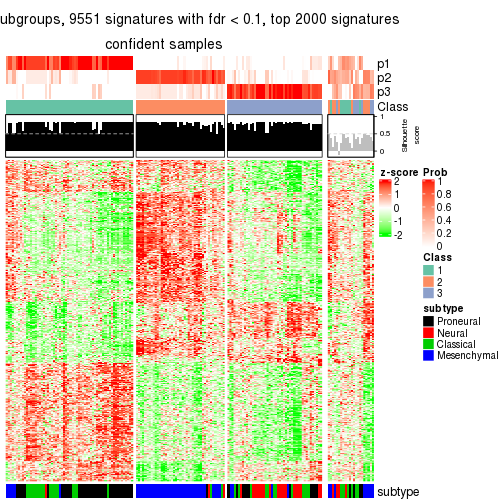 ubgroups, 9551 signatures with fdr < 0.1, top 2000 signatures
confident samples
p1
p2
p3
Class
1
0.5
0
Silhouette
score
z-score
2
1
0
-1
-2
Prob
1
0.8
0.6
0.4
0.2
0
Class
1
2
3
subtype
Proneural
Neural
Classical
Mesenchymal
subtype